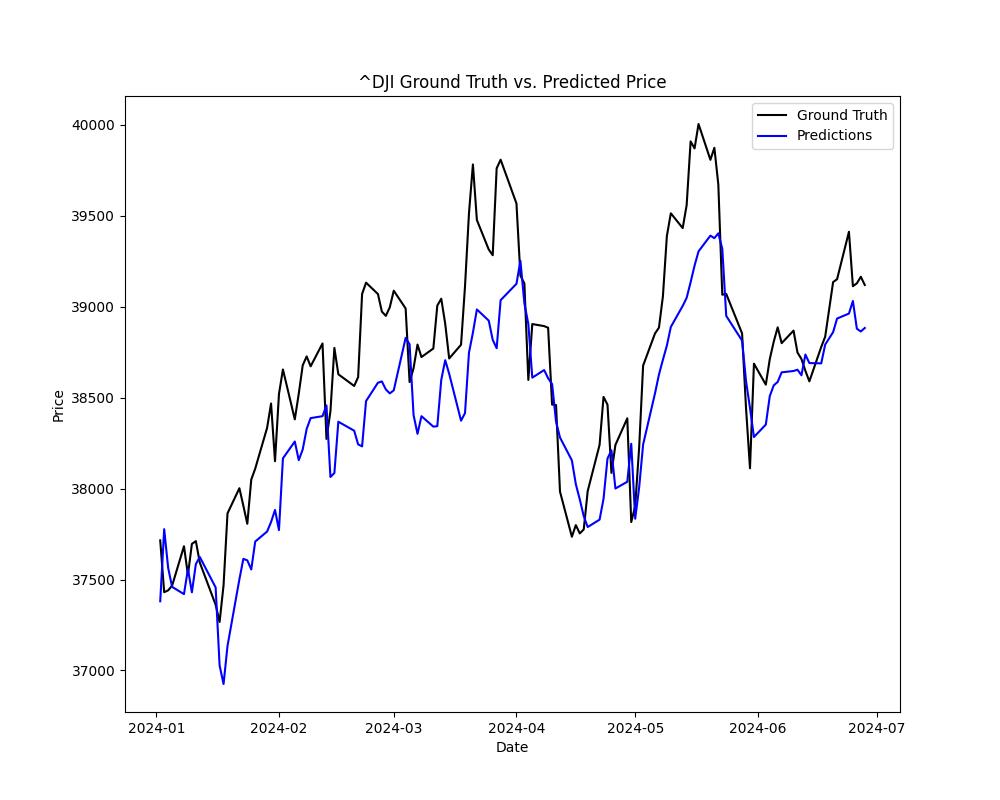 ^DJI Ground Truth vs. Predicted Price
Ground Truth
Predictions
40000
39500
39000
38500
38000
37500
37000
Price
2024-01 2024-02 2024-03 2024-04 2024-05 2024-06 2024-07
Date